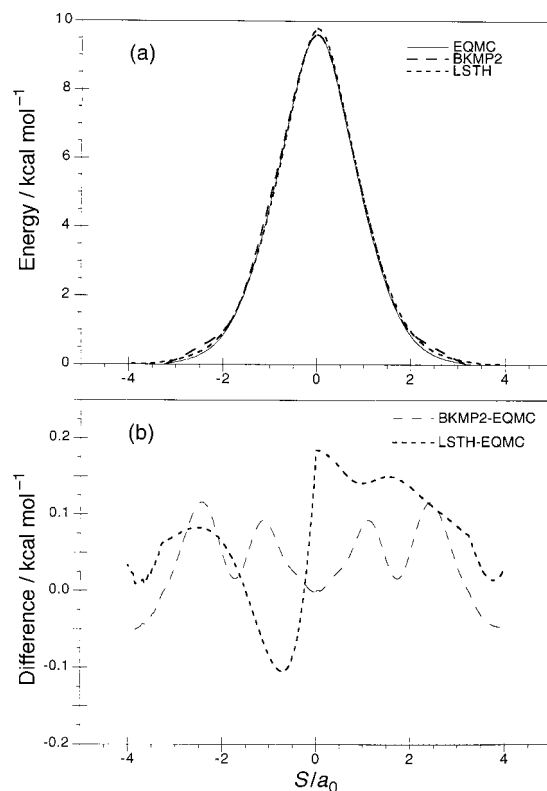 10
8
6
4
2
0
Energy / kcal mol⁻¹
(a)
EQMC
BKMP2
LSTH
-4
-2
0
2
4
0.2
0.1
0.0
-0.1
-0.2
Difference / kcal mol⁻¹
(b)
BKMP2-EQMC
LSTH-EQMC
-4
-2
0
2
4
S/a₀